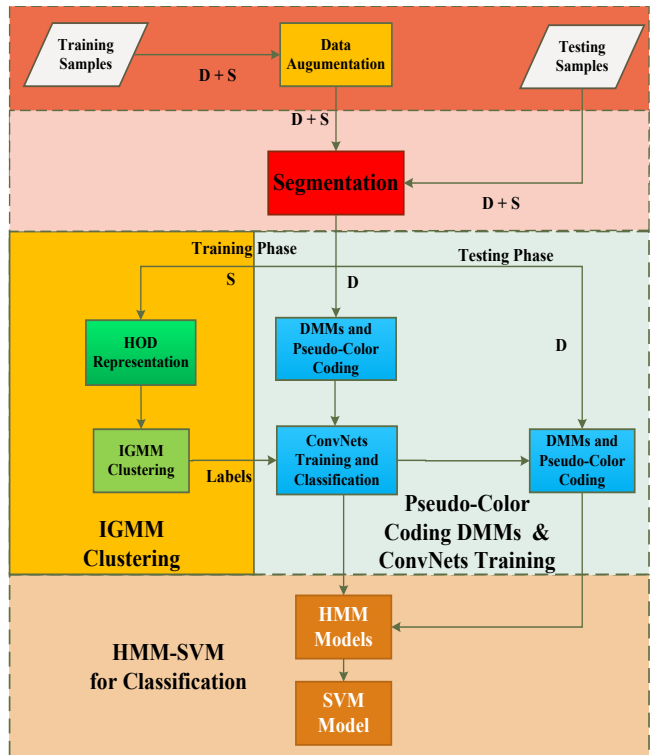 Training
Samples
Data
Augumentation
Testing
Samples
D + S
D + S
Segmentation
D + S
Training Phase
Testing Phase
S
D
HOD
Representation
DMMs and
Pseudo-Color
Coding
D
IGMM
Clustering
Labels
ConvNets
Training and
Classification
DMMs and
Pseudo-Color
Coding
IGMM
Clustering
Pseudo-Color
Coding DMMs &
ConvNets Training
HMM
Models
HMM-SVM
for Classification
SVM
Model